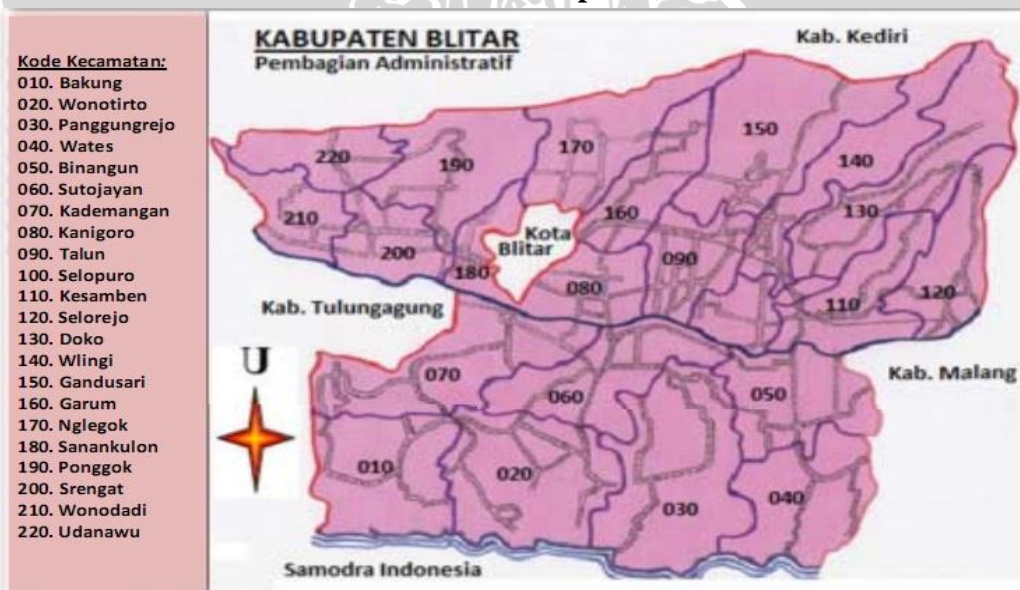 Kode Kecamatan:
010. Bakung
020. Wonotirto
030. Panggungrejo
040. Wates
050. Binangun
060. Sutojayan
070. Kademangan
080. Kanigoro
090. Talun
100. Selopuro
110. Kesamben
120. Selorejo
130. Doko
140. Wlingi
150. Gandusari
160. Garum
170. Nglegok
180. Sanankulon
190. Ponggok
200. Srengat
210. Wonodadi
220. Udanawu
KABUPATEN BLITAR
Pembagian Administratif
Kab. Kediri
220
190
170
150
140
210
200
180
Kota
Blitar
160
130
090
080
110
120
Kab. Tulungagung
Kab. Malang
U
070
060
050
010
020
030
040
Samodra Indonesia